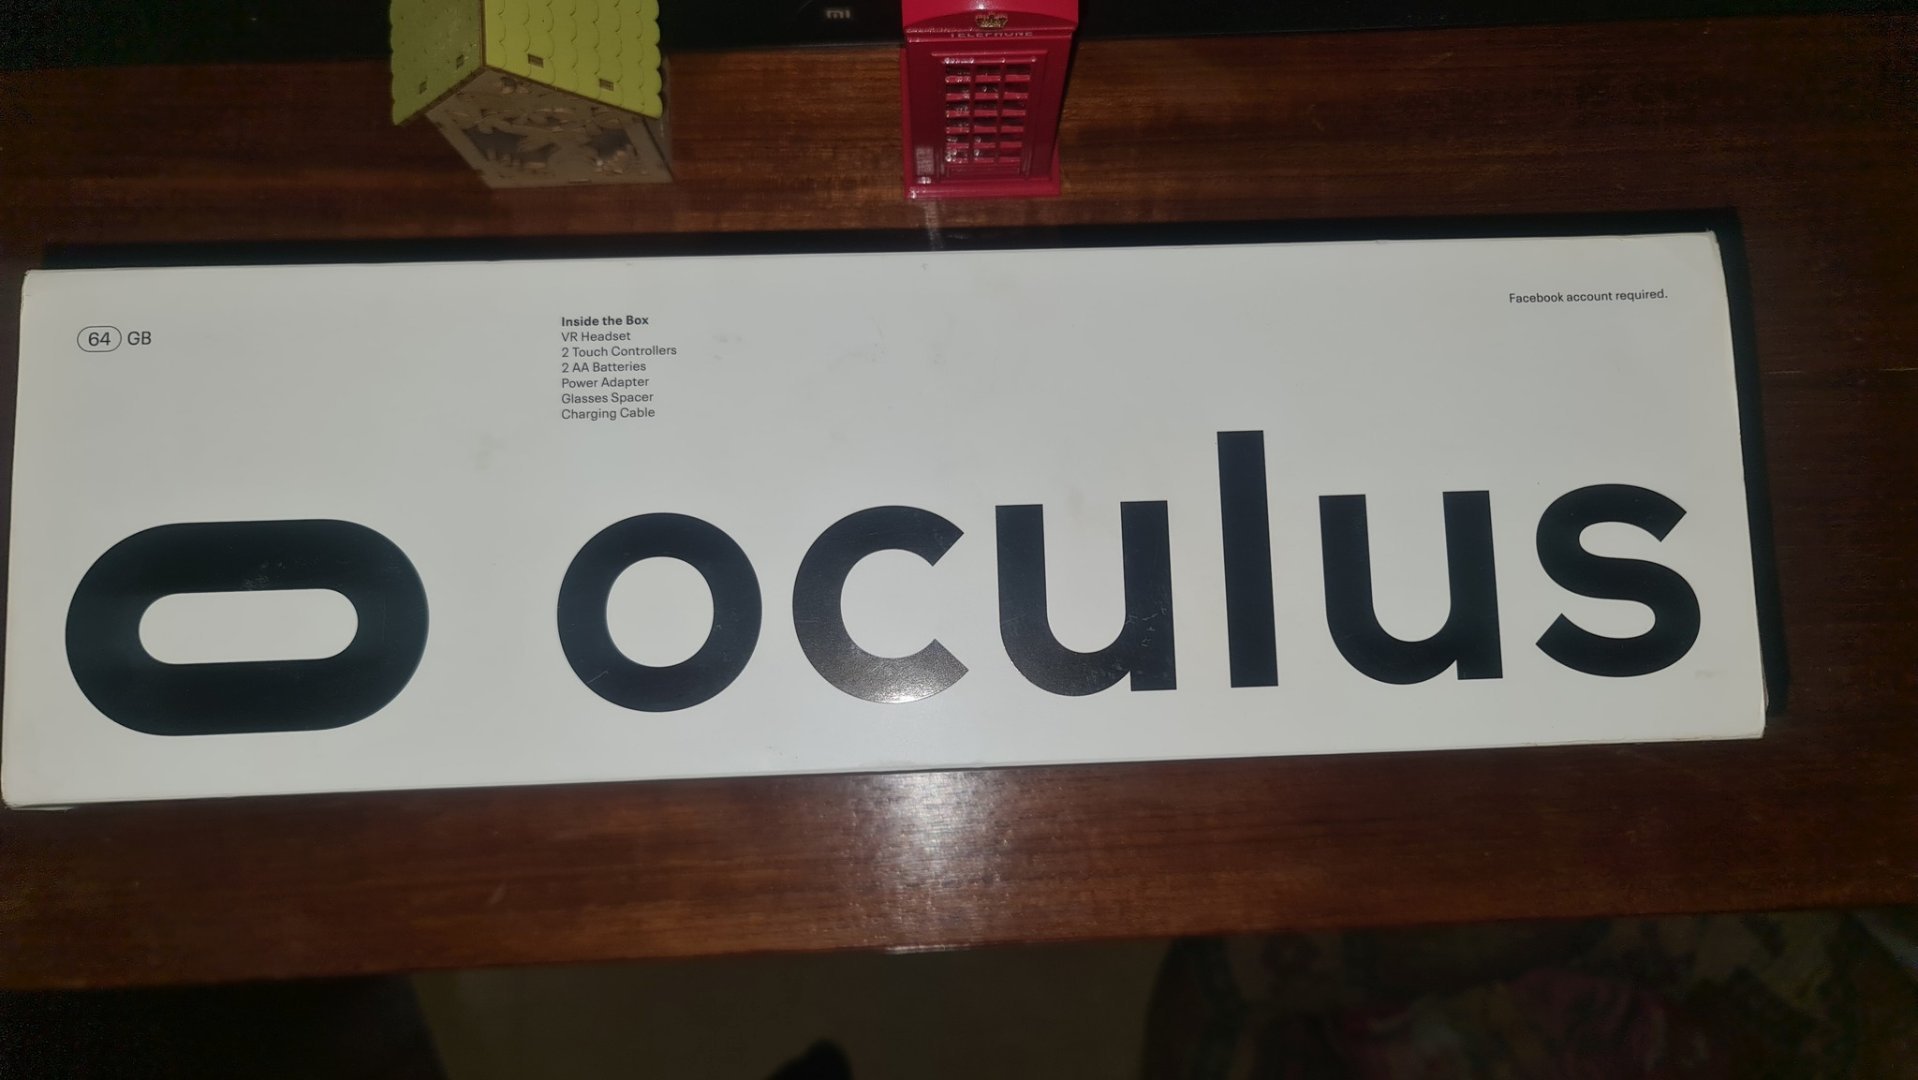 mi
TELEPHONE
64 GB
Inside the Box
VR Headset
2 Touch Controllers
2 AA Batteries
Power Adapter
Glasses Spacer
Charging Cable
Facebook account required.
oculus